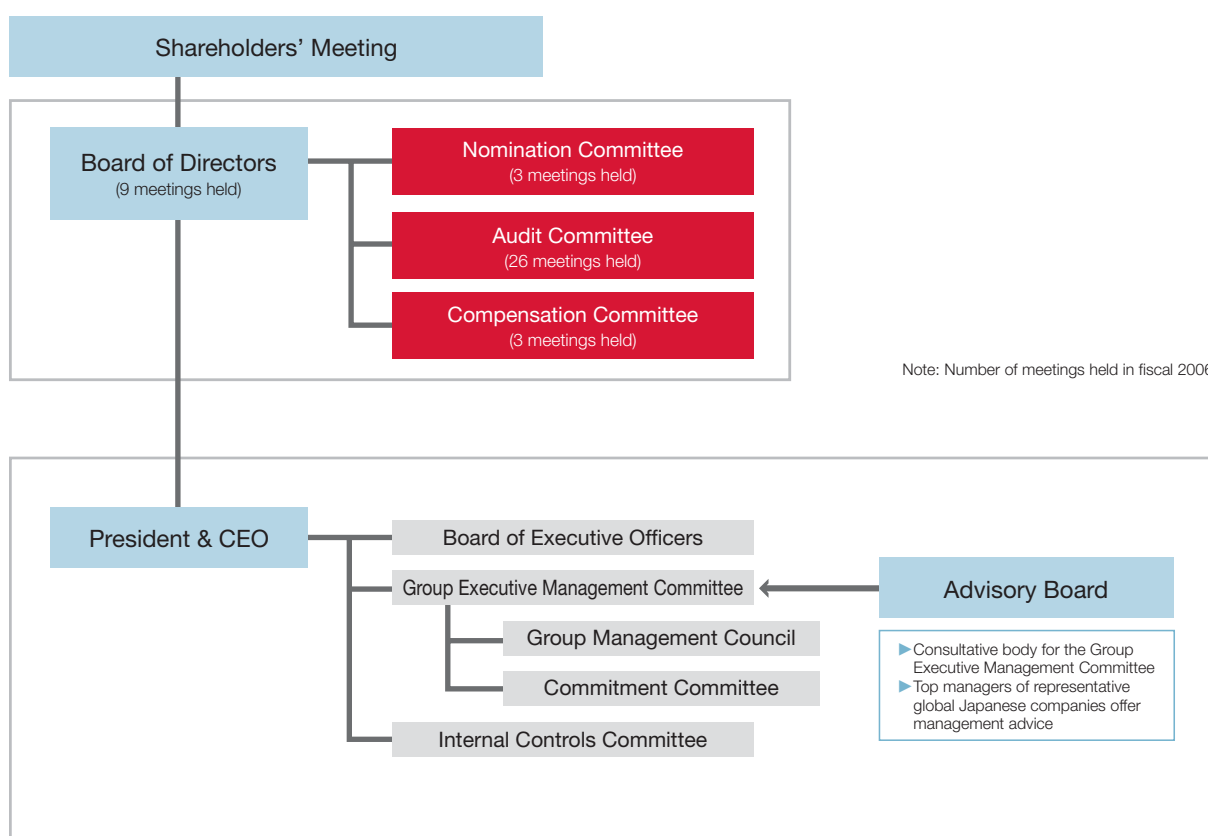 Shareholders’ Meeting
Board of Directors
(9 meetings held)
Nomination Committee
(3 meetings held)
Audit Committee
(26 meetings held)
Compensation Committee
(3 meetings held)
Note: Number of meetings held in fiscal 2006
President & CEO
Board of Executive Officers
Group Executive Management Committee
Group Management Council
Commitment Committee
Internal Controls Committee
Advisory Board
▶Consultative body for the Group
Executive Management Committee
▶Top managers of representative
global Japanese companies offer
management advice